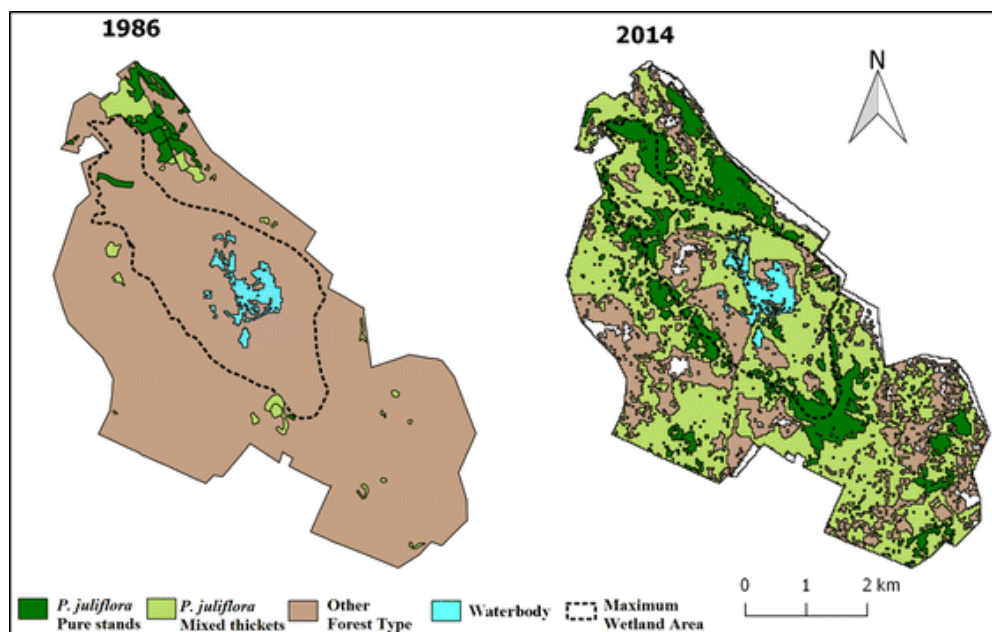 1986
2014
N
0 1 2 km
P. juliflora
Pure stands
P. juliflora
Mixed thickets
Other
Forest Type
Waterbody
Maximum
Wetland Area